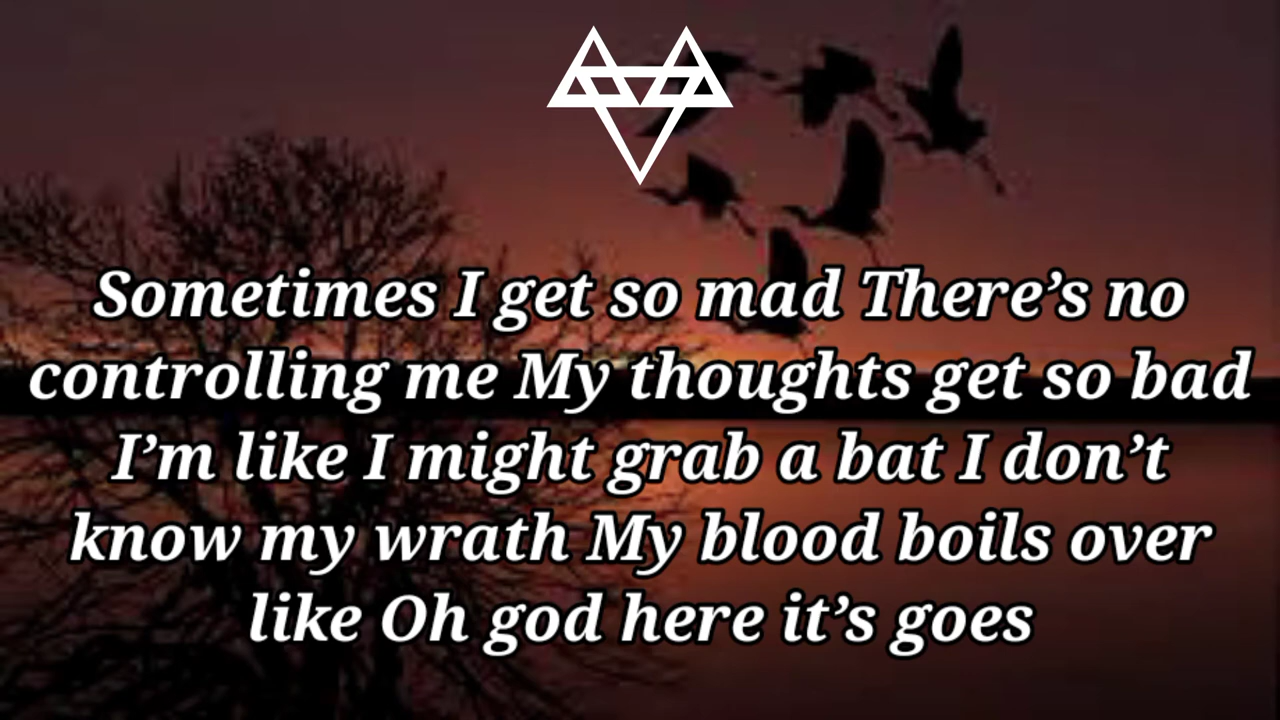 Sometimes I get so mad There’s no
controlling me My thoughts get so bad
I’m like I might grab a bat I don’t
know my wrath My blood boils over
like Oh god here it’s goes